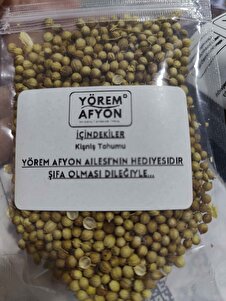 YÖREM
AFYON
İÇİNDEKİLER
Kişniş Tohumu
YÖREM AFYON AİLESİ'NİN HEDİYESİDİR
ŞİFA OLMASI DİLEĞİYLE...